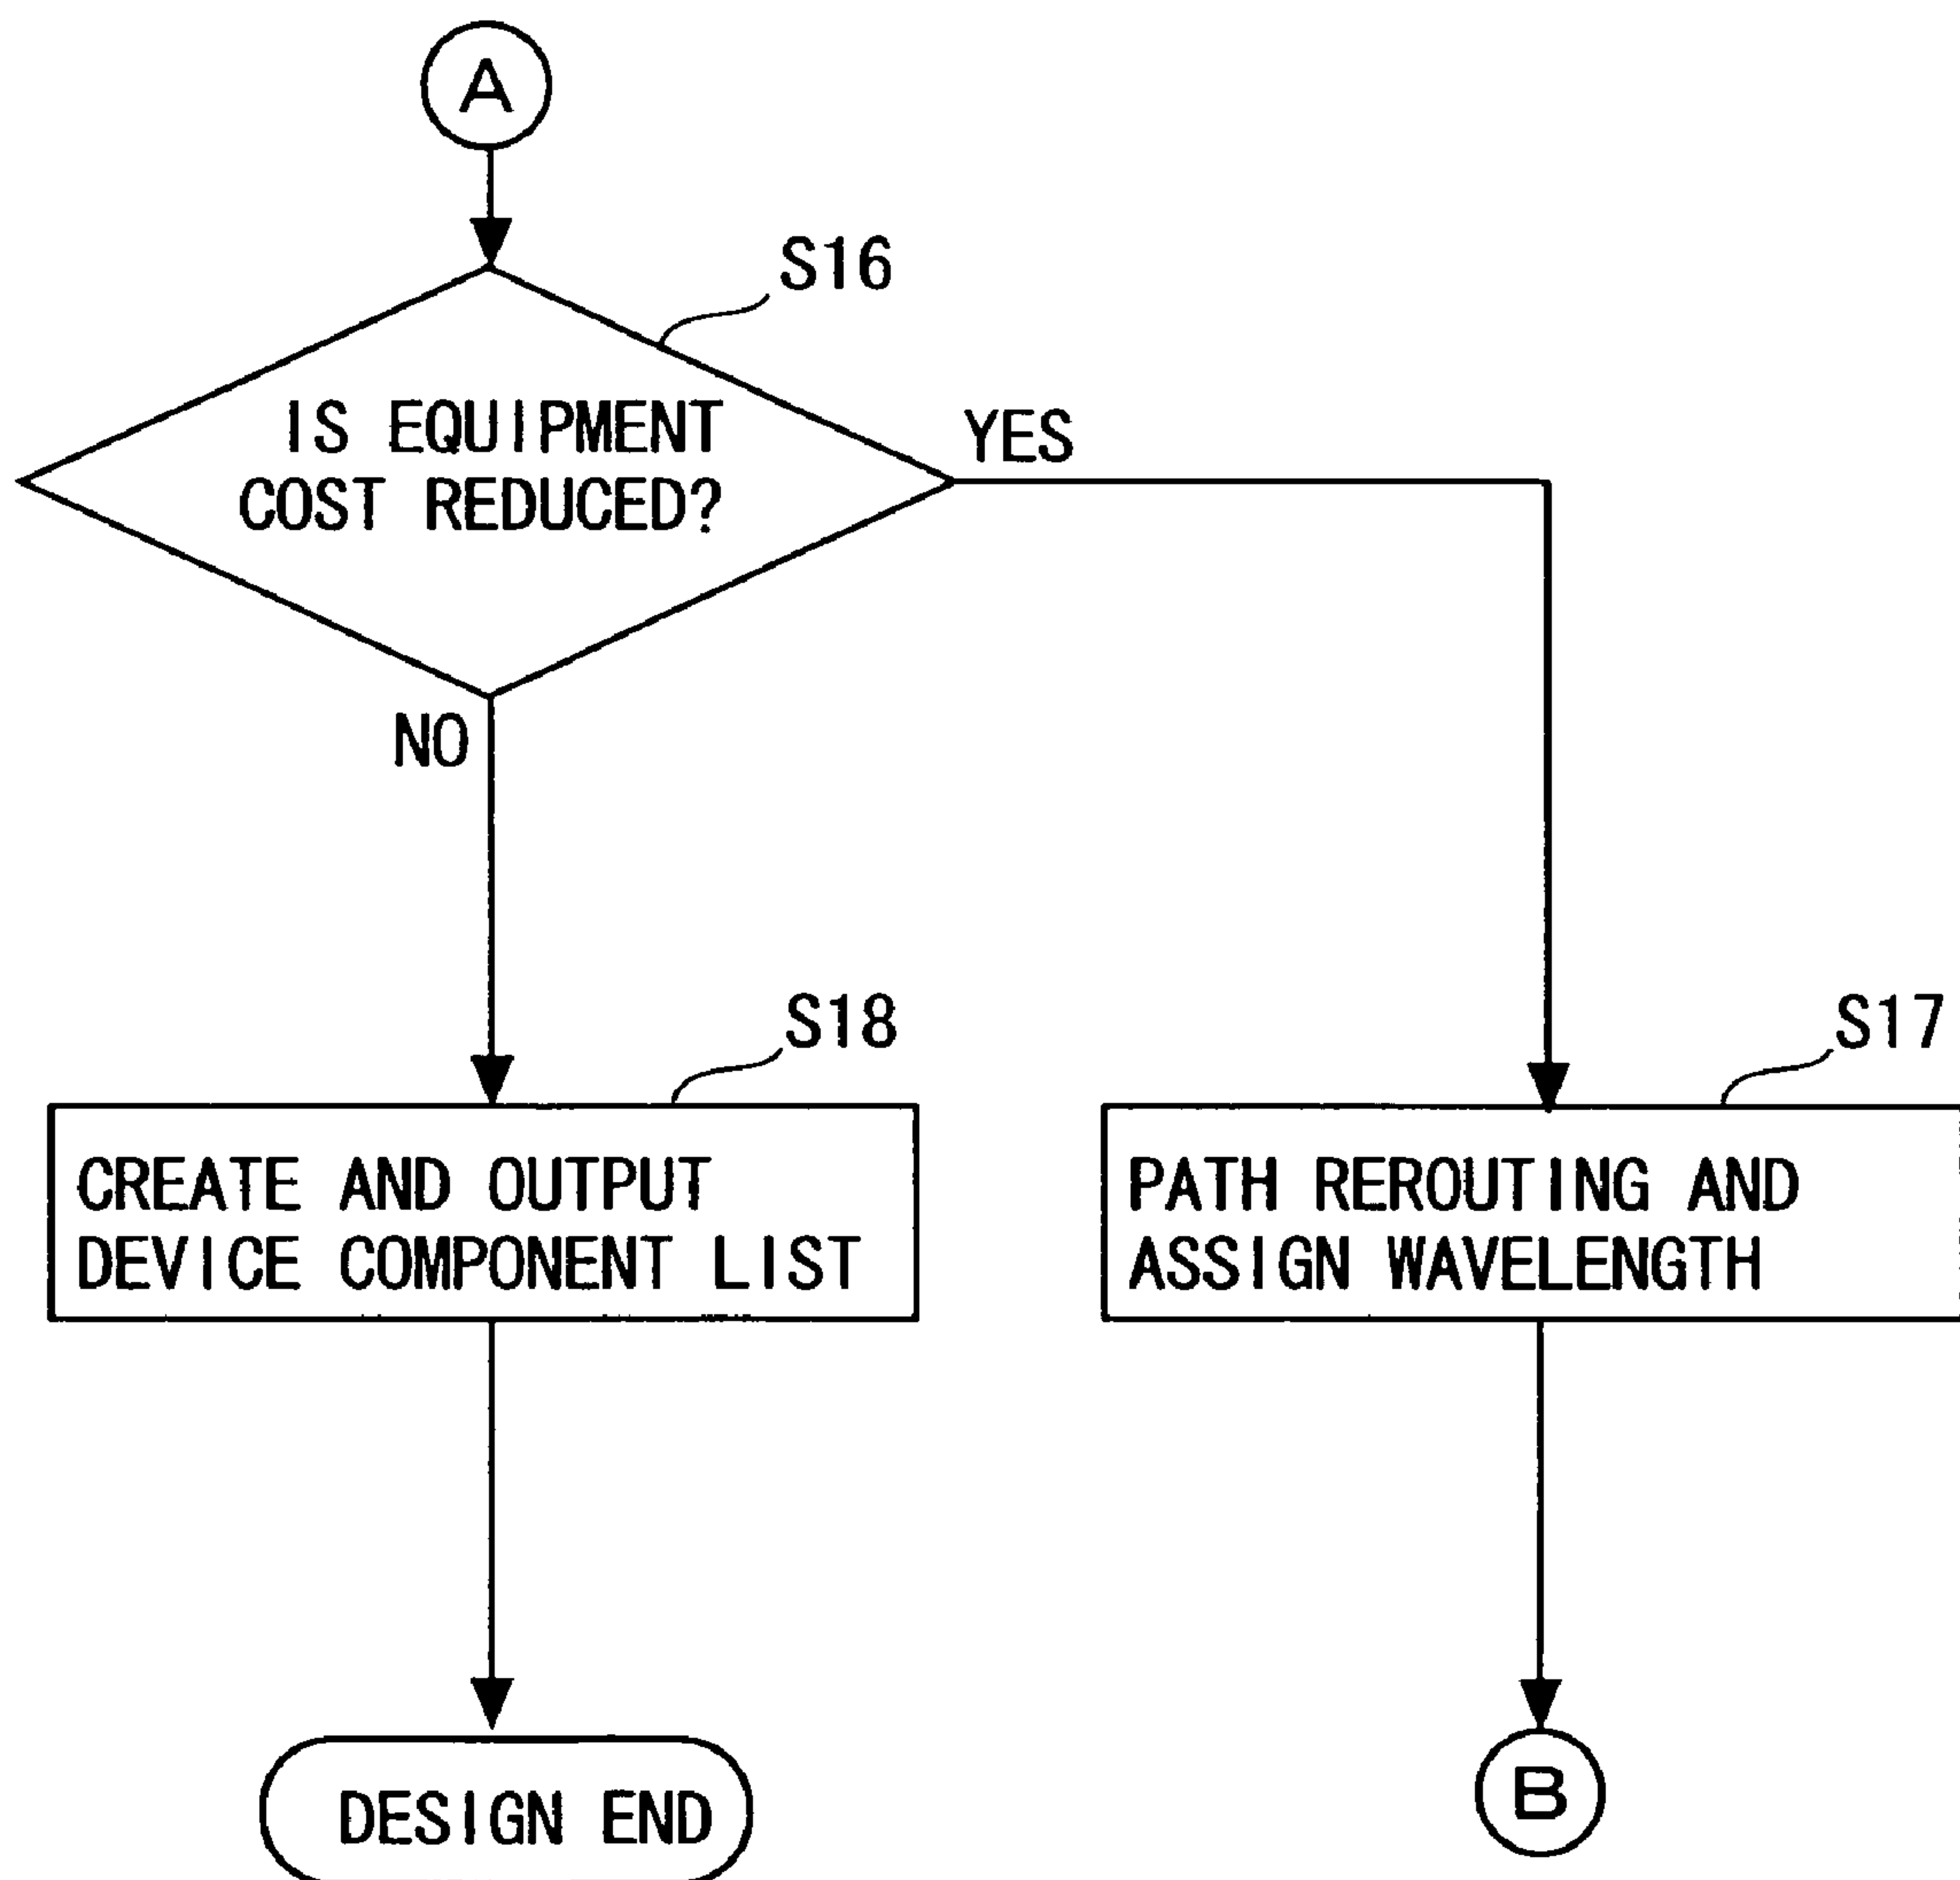 A
S16
IS EQUIPMENT
COST REDUCED?
YES
NO
S18
CREATE AND OUTPUT
DEVICE COMPONENT LIST
S17
PATH REROUTING AND
ASSIGN WAVELENGTH
DESIGN END
B